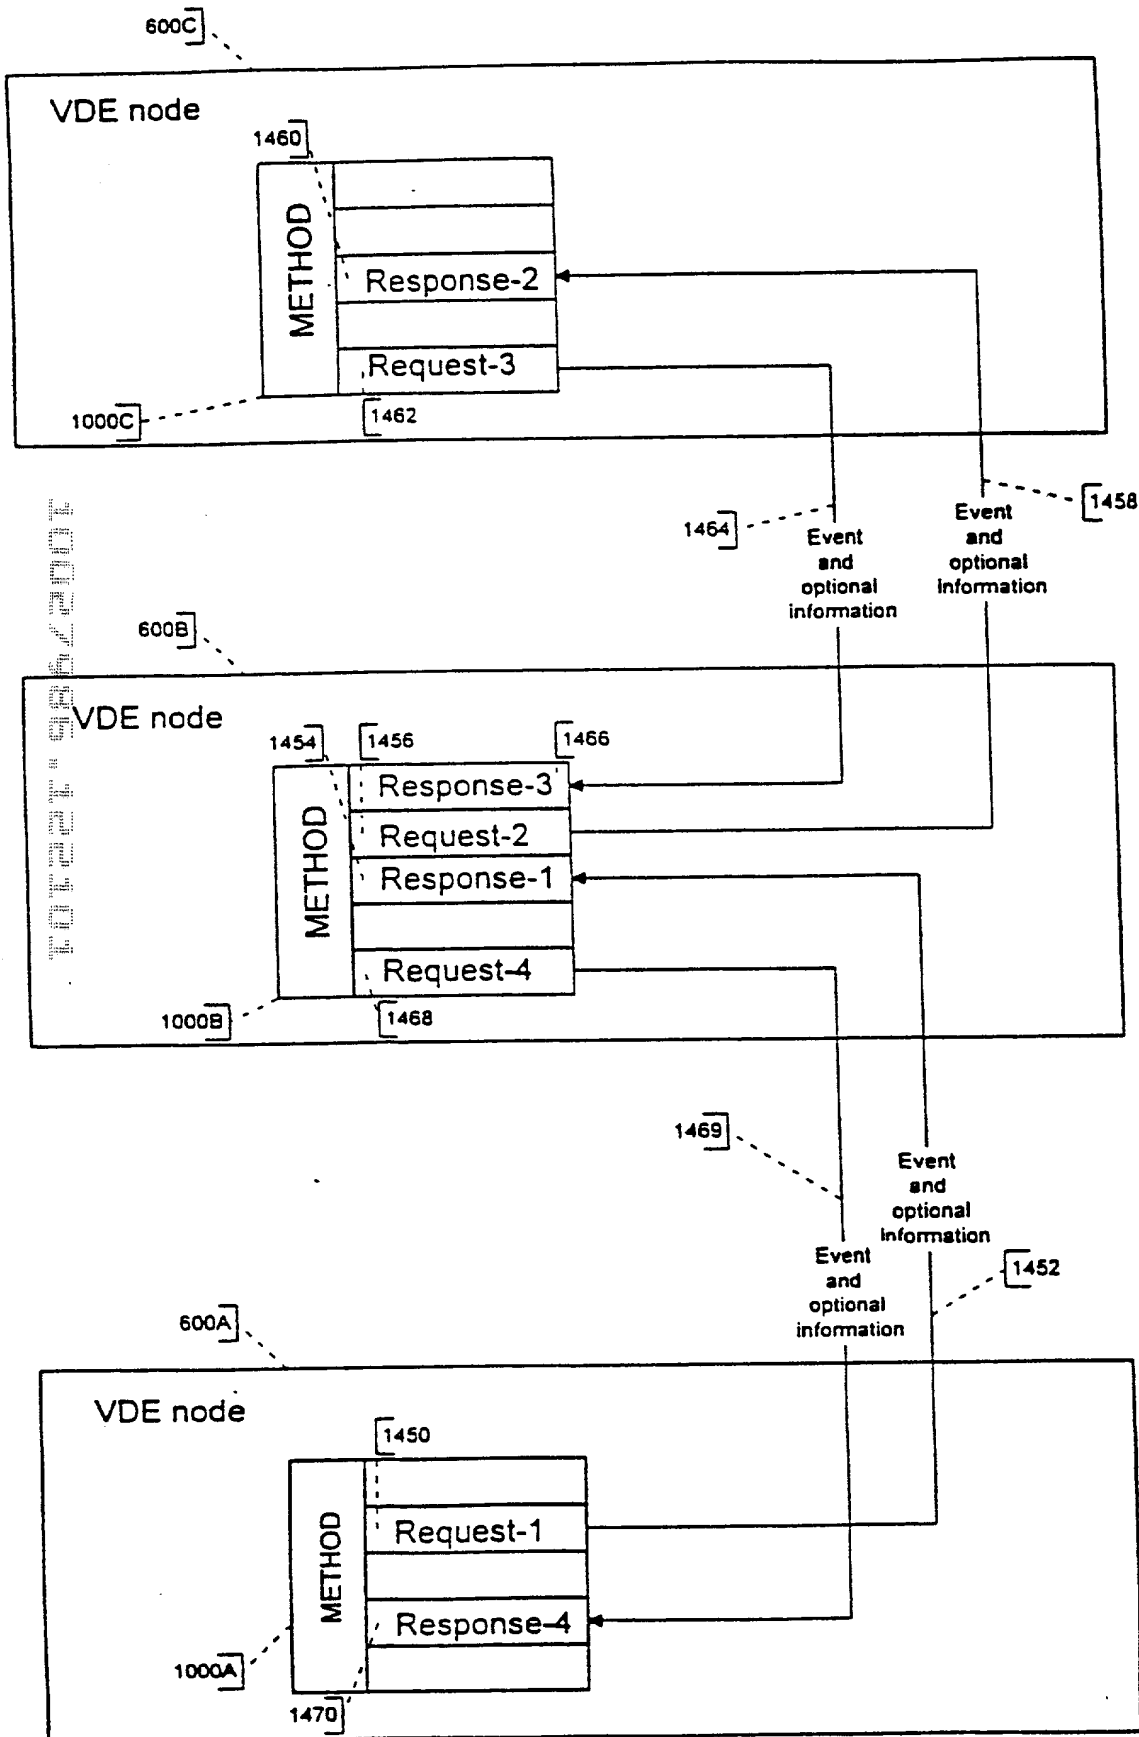 600C
VDE node
1460
METHOD
Response-2
Request-3
1000C
1462
1464
1458
Event
and
optional
information
Event
and
optional
information
600B
VDE node
1454
1456
1466
METHOD
Response-3
Request-2
Response-1
Request-4
1000B
1468
1469
Event
and
optional
information
Event
and
optional
information
1452
600A
VDE node
1450
METHOD
Request-1
Response-4
1000A
1470